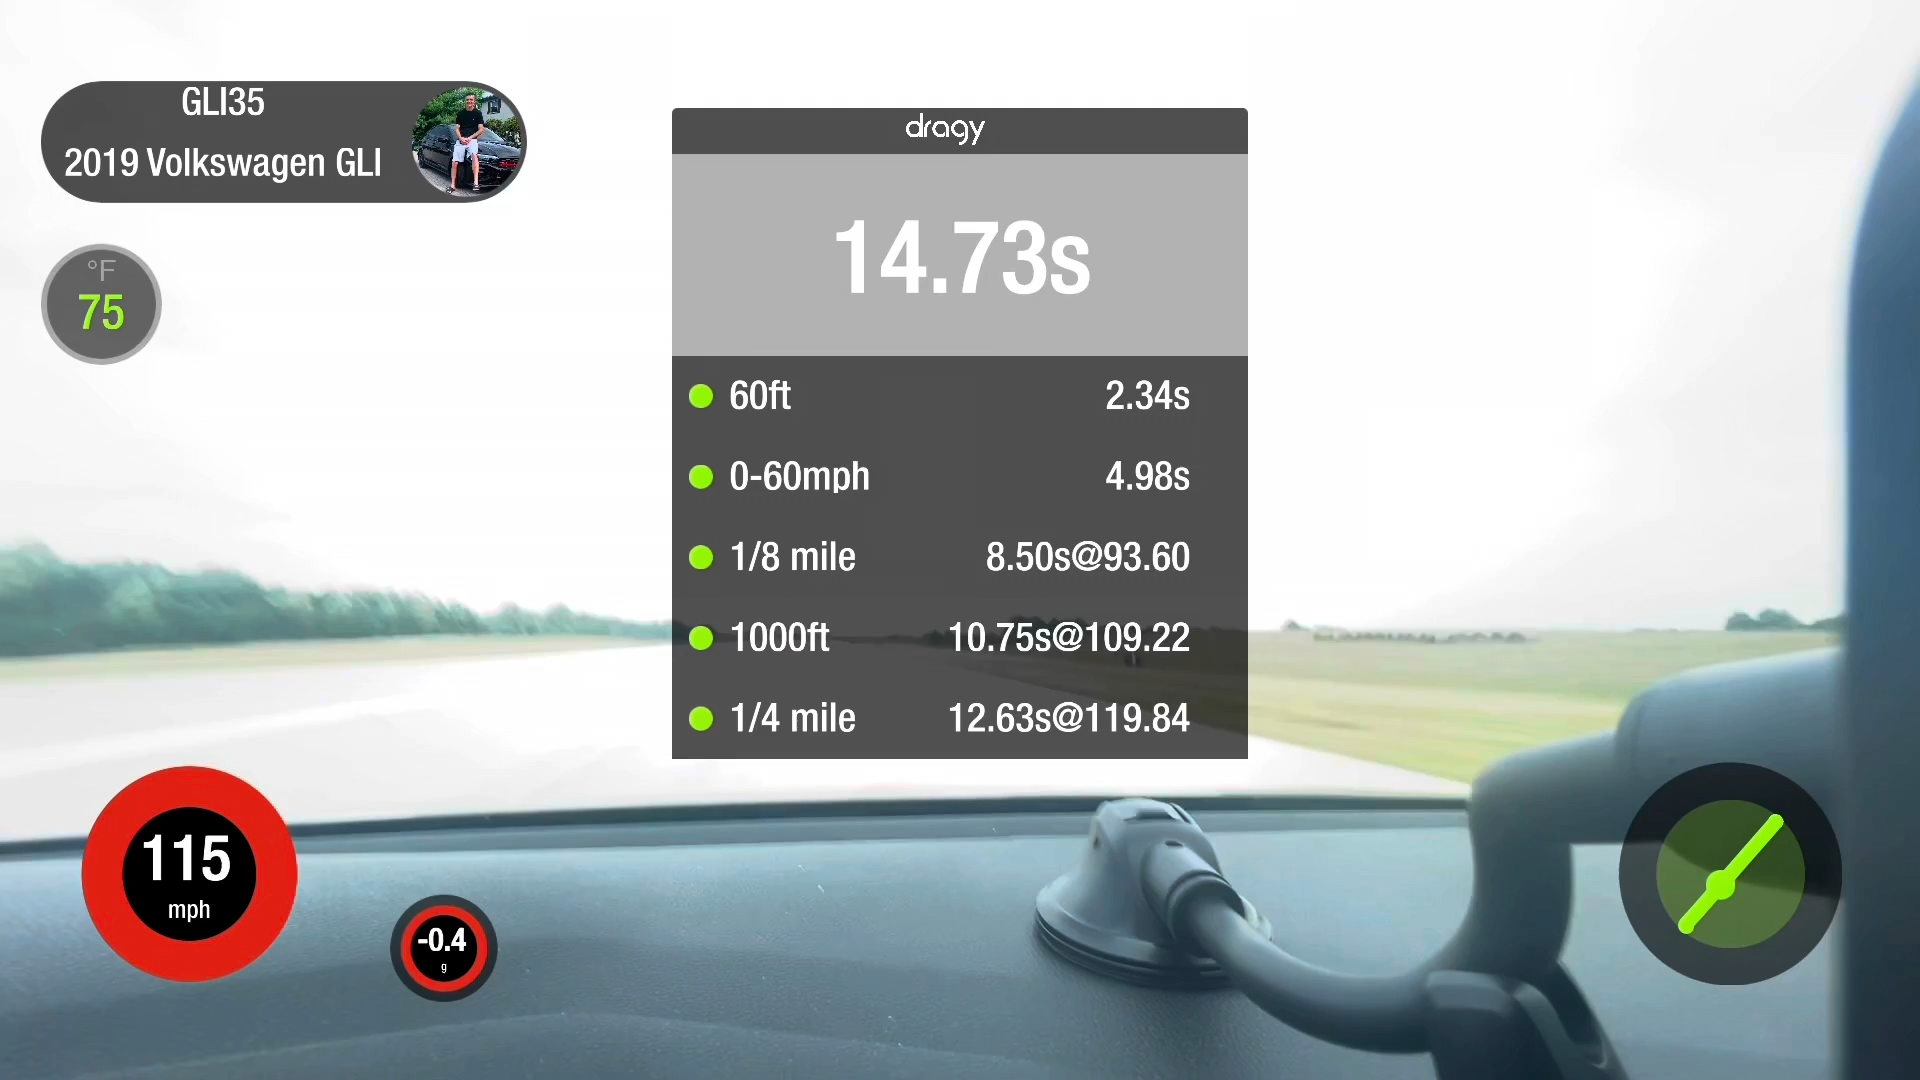 GLI35
2019 Volkswagen GLI
°F
75
dragy
14.73s
60ft 2.34s
0-60mph 4.98s
1/8 mile 8.50s@93.60
1000ft 10.75s@109.22
1/4 mile 12.63s@119.84
115
mph
-0.4
g